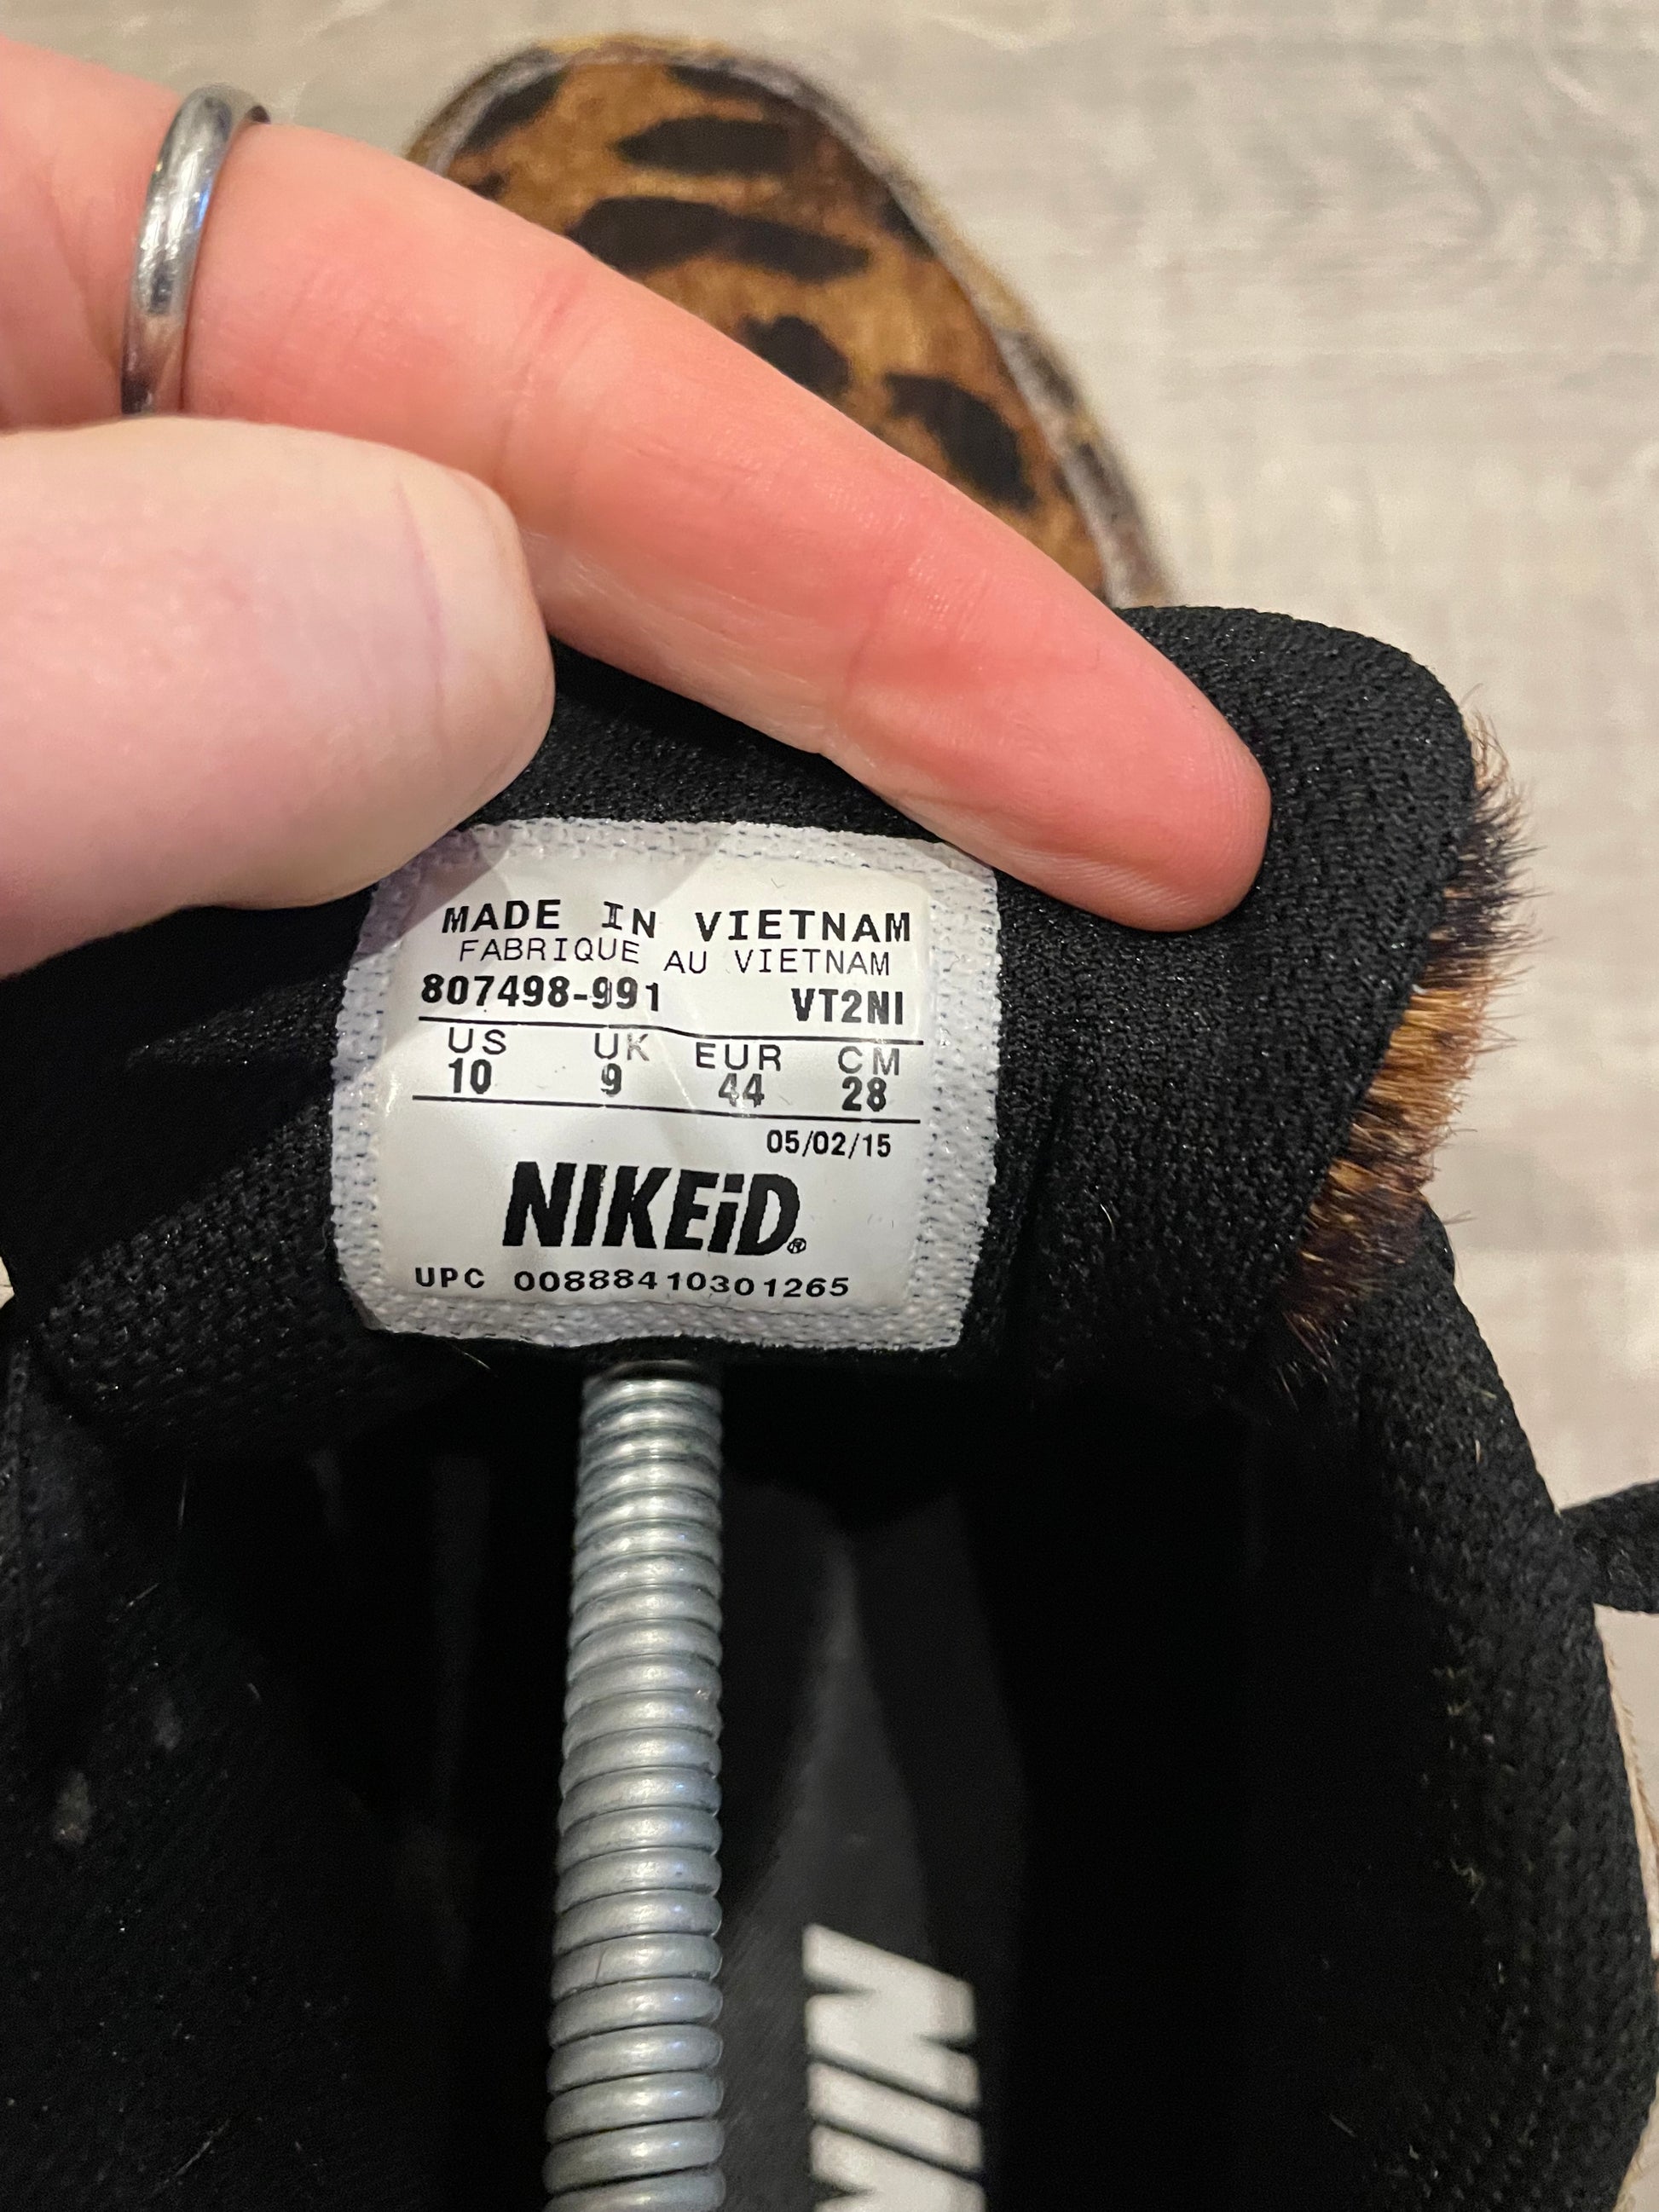 MADE IN VIETNAM
FABRIQUE AU VIETNAM
807498-991 VT2NI
US UK EUR CM
10 9 44 28
05/02/15
NIKEiD®
UPC 00888410301265
NI